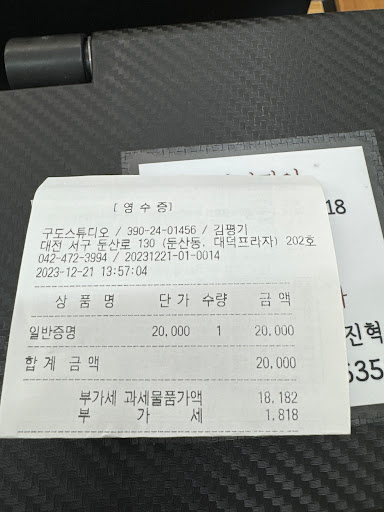 [영 수 증]
구도스튜디오 / 390-24-01456 / 김평기
대전 서구 둔산로 130 (둔산동, 대덕프라자) 202호
042-472-3994 / 20231221-01-0014
2023-12-21 13:57:04
상 품 명 단 가 수량 금 액
일반증명 20,000 1 20,000
합 계 금 액 20,000
부가세 과세물품가액 18,182
부 가 세 1,818
18
진혁
635